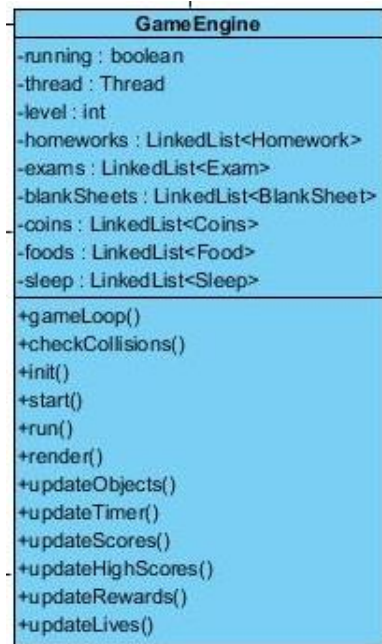 GameEngine
-running : boolean
-thread : Thread
-level : int
-homeworks : LinkedList<Homework>
-exams : LinkedList<Exam>
-blankSheets : LinkedList<BlankSheet>
-coins : LinkedList<Coins>
-foods : LinkedList<Food>
-sleep : LinkedList<Sleep>
+gameLoop()
+checkCollisions()
+init()
+start()
+run()
+render()
+updateObjects()
+updateTimer()
+updateScores()
+updateHighScores()
+updateRewards()
+updateLives()